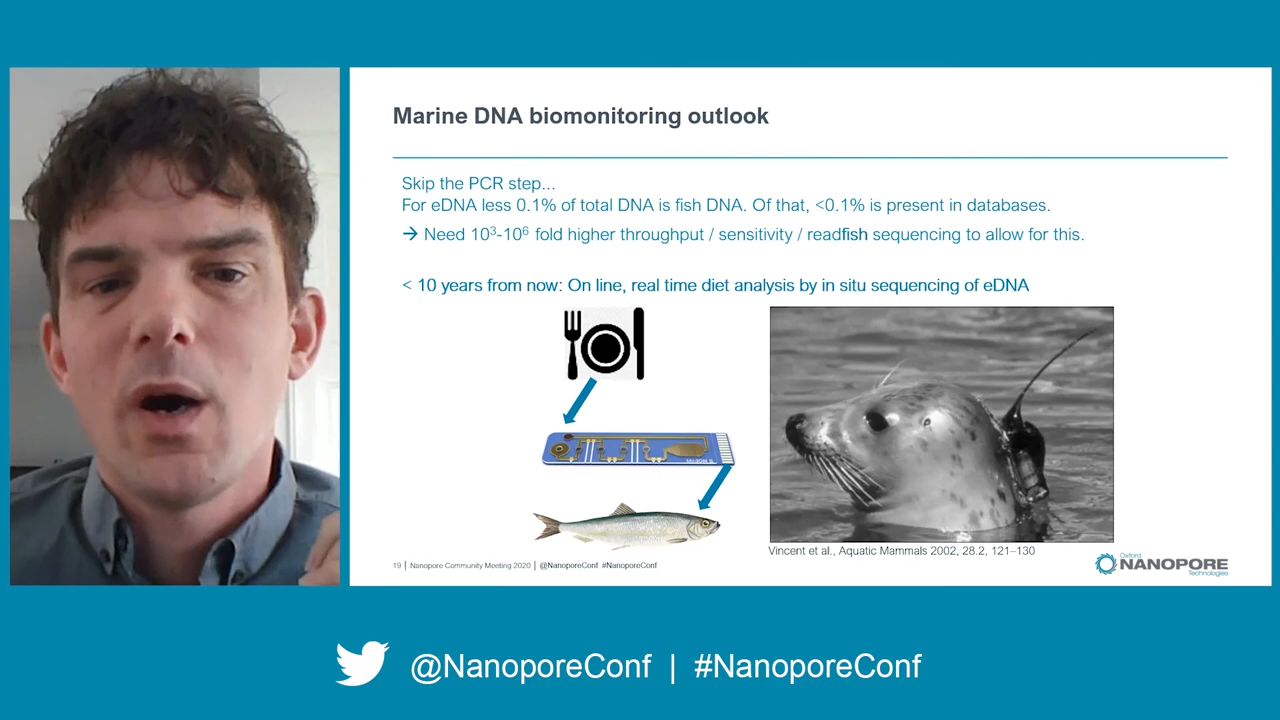 Marine DNA biomonitoring outlook
Skip the PCR step...
For eDNA less 0.1% of total DNA is fish DNA. Of that, <0.1% is present in databases.
→ Need 10³-10⁶ fold higher throughput / sensitivity / readfish sequencing to allow for this.
< 10 years from now: On line, real time diet analysis by in situ sequencing of eDNA
Vincent et al., Aquatic Mammals 2002, 28.2, 121–130
19 | Nanopore Community Meeting 2020 | @NanoporeConf #NanoporeConf
Oxford
NANOPORE
Technologies
@NanoporeConf | #NanoporeConf